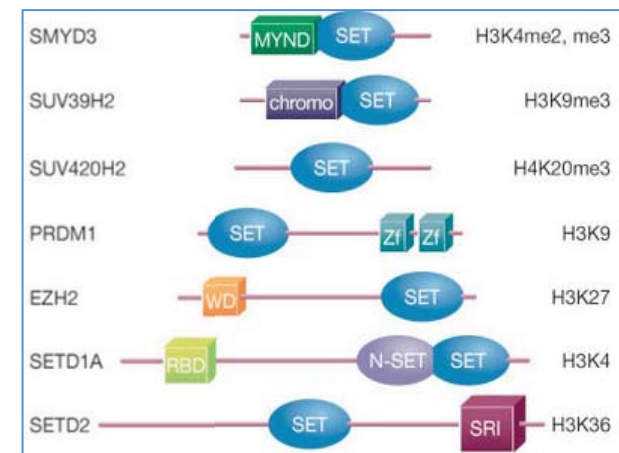 SMYD3 MYND SET H3K4me2, me3
SUV39H2 chromo SET H3K9me3
SUV420H2 SET H4K20me3
PRDM1 SET Zf Zf H3K9
EZH2 WD SET H3K27
SETD1A RBD N-SET SET H3K4
SETD2 SET SRI H3K36